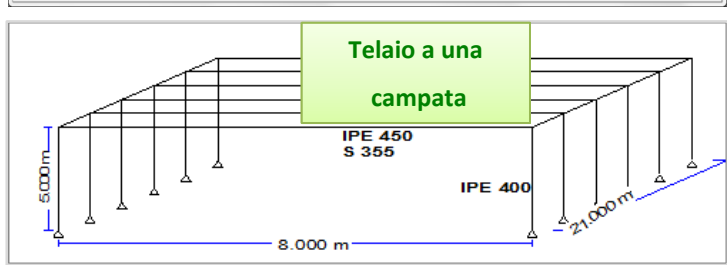 Telaio a una
campata
IPE 450
S 355
5.000 m
IPE 400
21.000 m
8.000 m